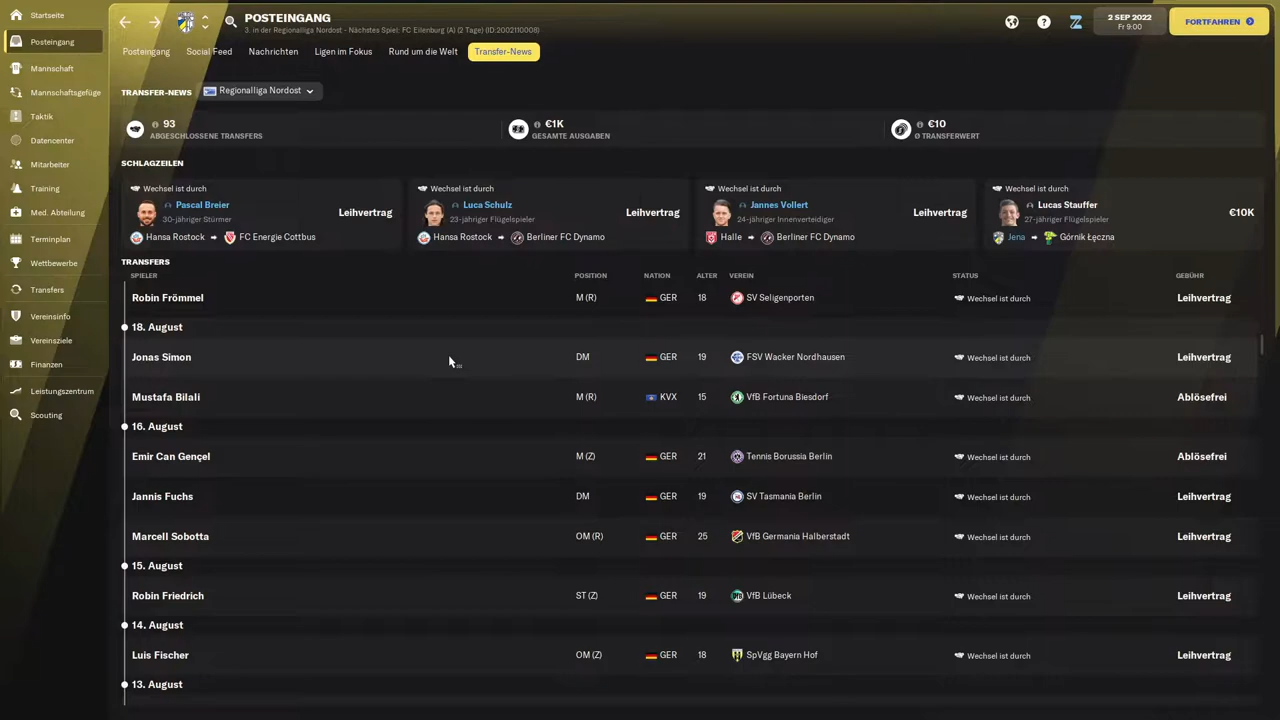 Startseite
Posteingang
Mannschaft
Mannschaftsgefüge
Taktik
Datencenter
Mitarbeiter
Training
Med. Abteilung
Terminplan
Wettbewerbe
Transfers
Vereinsinfo
Vereinsziele
Finanzen
Leistungszentrum
Scouting
POSTEINGANG
3. in der Regionalliga Nordost - Nächstes Spiel: FC Eilenburg (A) (2 Tage) (ID:2002110008)
2 SEP 2022
Fr 9:00
FORTFAHREN
Posteingang Social Feed Nachrichten Ligen im Fokus Rund um die Welt Transfer-News
TRANSFER-NEWS Regionalliga Nordost
93
ABGESCHLOSSENE TRANSFERS
€1K
GESAMTE AUSGABEN
€10
Ø TRANSFERWERT
SCHLAGZEILEN
Wechsel ist durch
Pascal Breier
30-jähriger Stürmer
Leihvertrag
Hansa Rostock FC Energie Cottbus
Wechsel ist durch
Luca Schulz
23-jähriger Flügelspieler
Leihvertrag
Hansa Rostock Berliner FC Dynamo
Wechsel ist durch
Jannes Vollert
24-jähriger Innenverteidiger
Leihvertrag
Halle Berliner FC Dynamo
Wechsel ist durch
Lucas Stauffer
27-jähriger Flügelspieler
€10K
Jena Górnik Łęczna
TRANSFERS
SPIELER POSITION NATION ALTER VEREIN STATUS GEBÜHR
Robin Frömmel M (R) GER 18 SV Seligenporten Wechsel ist durch Leihvertrag
18. August
Jonas Simon DM GER 19 FSV Wacker Nordhausen Wechsel ist durch Leihvertrag
Mustafa Bilali M (R) KVX 15 VfB Fortuna Biesdorf Wechsel ist durch Ablösefrei
16. August
Emir Can Gençel M (Z) GER 21 Tennis Borussia Berlin Wechsel ist durch Ablösefrei
Jannis Fuchs DM GER 19 SV Tasmania Berlin Wechsel ist durch Leihvertrag
Marcell Sobotta OM (R) GER 25 VfB Germania Halberstadt Wechsel ist durch Leihvertrag
15. August
Robin Friedrich ST (Z) GER 19 VfB Lübeck Wechsel ist durch Leihvertrag
14. August
Luis Fischer OM (Z) GER 18 SpVgg Bayern Hof Wechsel ist durch Leihvertrag
13. August